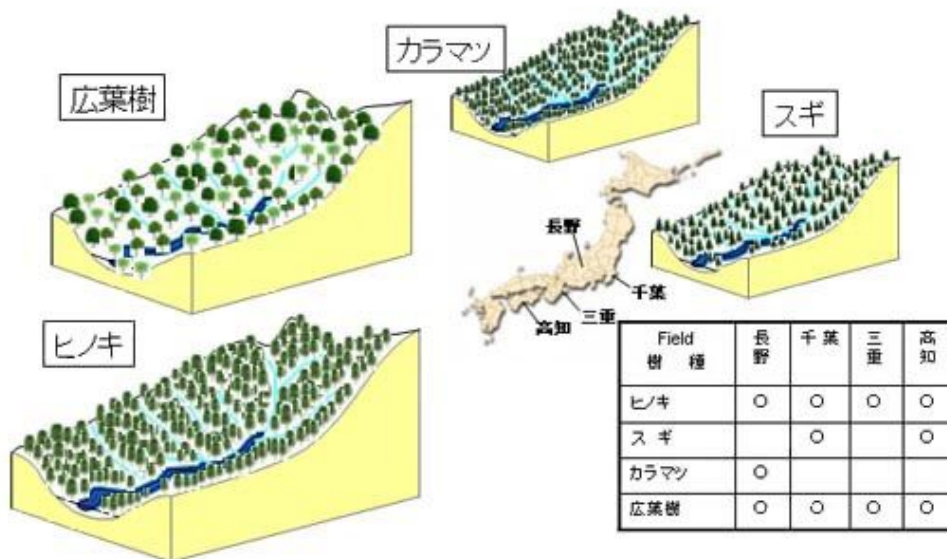 カラマツ
広葉樹
スギ
長野
千葉
三重
高知
ヒノキ
Field 長野 千葉 三重 高知
樹 種
ヒノキ ○ ○ ○ ○
スギ ○ ○
カラマツ ○
広葉樹 ○ ○ ○ ○